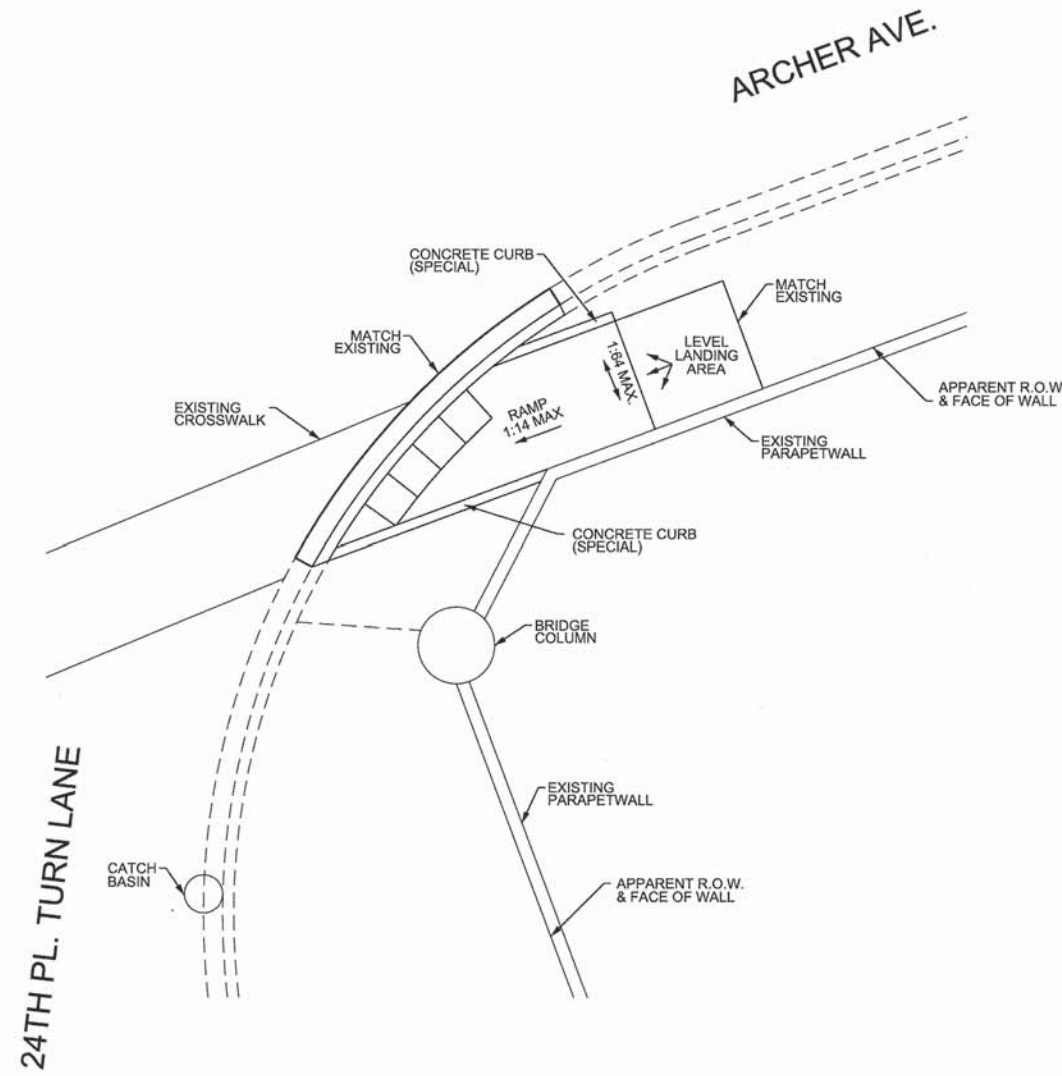 ARCHER AVE.
CONCRETE CURB
(SPECIAL)
MATCH
EXISTING
MATCH
EXISTING
1:64 MAX.
LEVEL
LANDING
AREA
EXISTING
CROSSWALK
RAMP
1:14 MAX
APPARENT R.O.W
& FACE OF WALL
EXISTING
PARAPETWALL
CONCRETE CURB
(SPECIAL)
BRIDGE
COLUMN
24TH PL. TURN LANE
EXISTING
PARAPETWALL
CATCH
BASIN
APPARENT R.O.W.
& FACE OF WALL